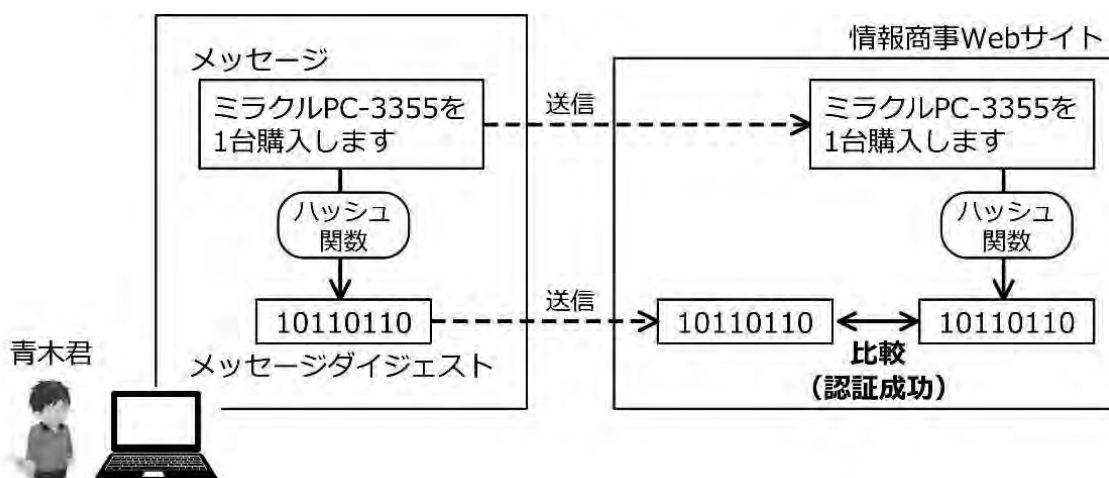 情報商事Webサイト
メッセージ
ミラクルPC-3355を
1台購入します
送信
ミラクルPC-3355を
1台購入します
ハッシュ
関数
ハッシュ
関数
送信
10110110
10110110
10110110
青木君
メッセージダイジェスト
比較
（認証成功）